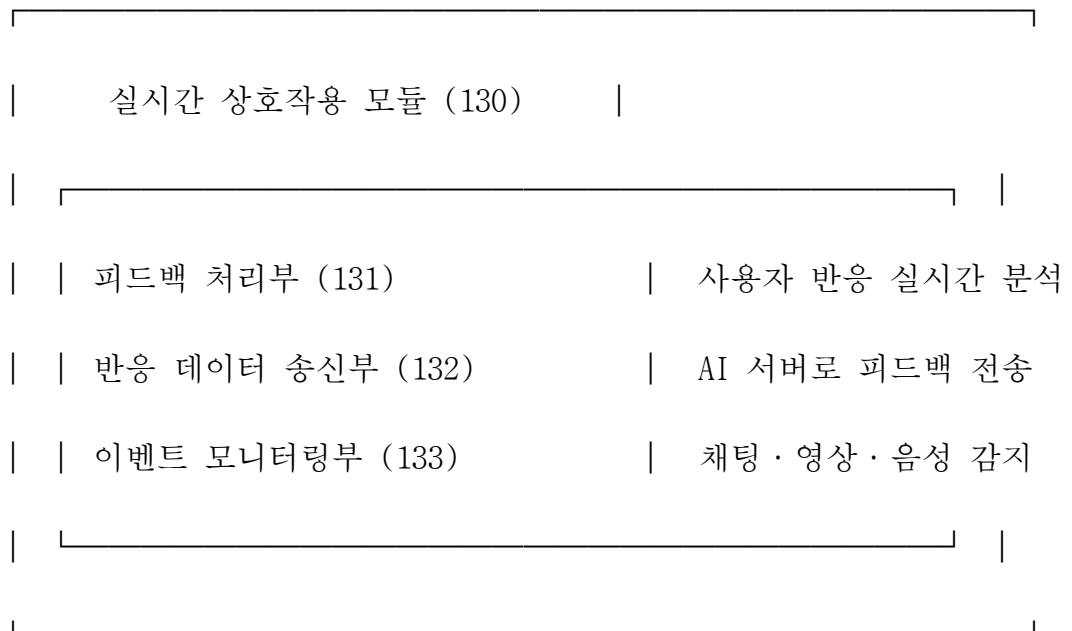 실시간 상호작용 모듈 (130)
피드백 처리부 (131) 사용자 반응 실시간 분석
반응 데이터 송신부 (132) AI 서버로 피드백 전송
이벤트 모니터링부 (133) 채팅·영상·음성 감지